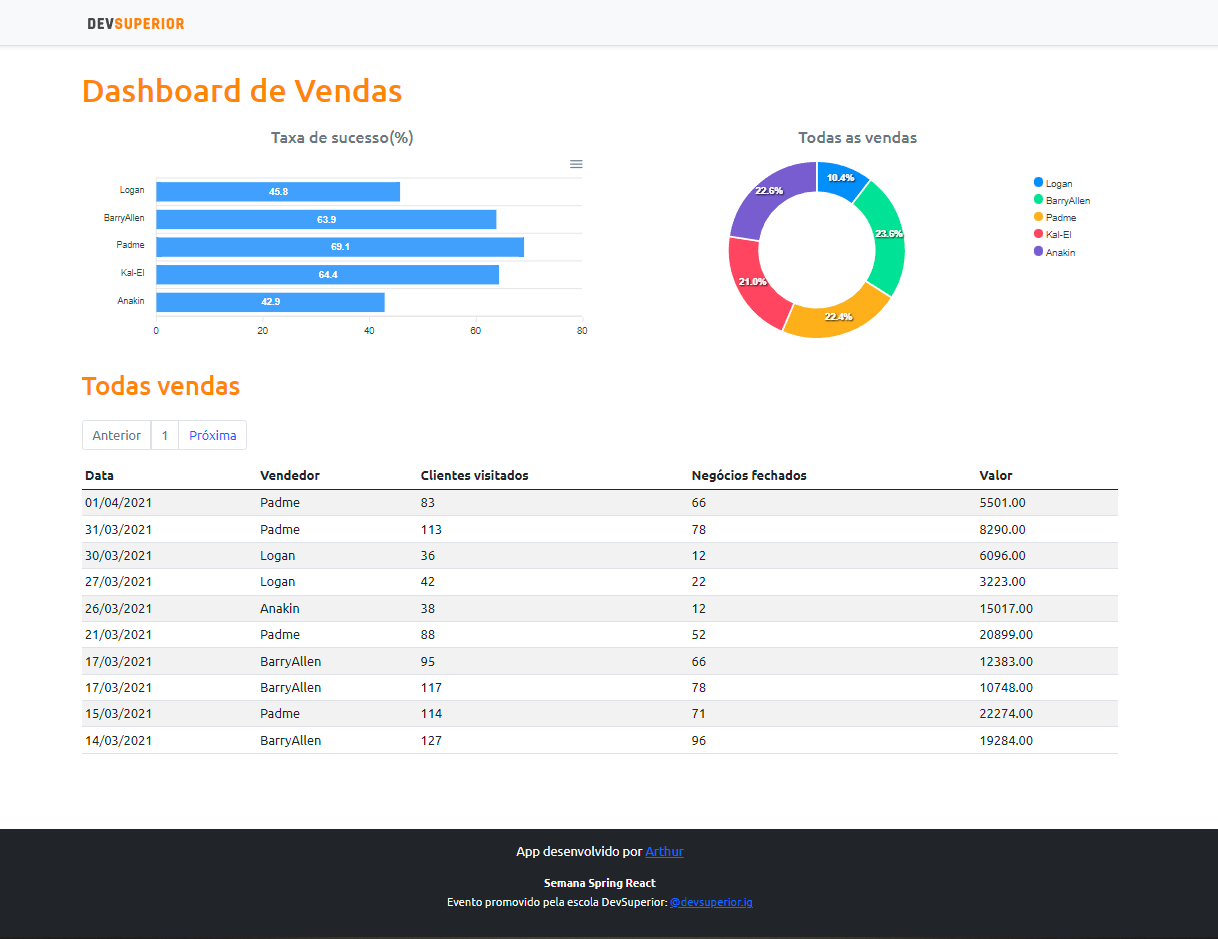 DEVSUPERIOR
Dashboard de Vendas
Taxa de sucesso(%)
Logan 45.8
BarryAllen 63.9
Padme 69.1
Kal-El 64.4
Anakin 42.9
0 20 40 60 80
Todas as vendas
10.4%
23.6%
22.4%
21.0%
22.6%
Logan
BarryAllen
Padme
Kal-El
Anakin
Todas vendas
Anterior 1 Próxima
Data Vendedor Clientes visitados Negócios fechados Valor
01/04/2021 Padme 83 66 5501.00
31/03/2021 Padme 113 78 8290.00
30/03/2021 Logan 36 12 6096.00
27/03/2021 Logan 42 22 3223.00
26/03/2021 Anakin 38 12 15017.00
21/03/2021 Padme 88 52 20899.00
17/03/2021 BarryAllen 95 66 12383.00
17/03/2021 BarryAllen 117 78 10748.00
15/03/2021 Padme 114 71 22274.00
14/03/2021 BarryAllen 127 96 19284.00
App desenvolvido por Arthur
Semana Spring React
Evento promovido pela escola DevSuperior: @devsuperior.ig